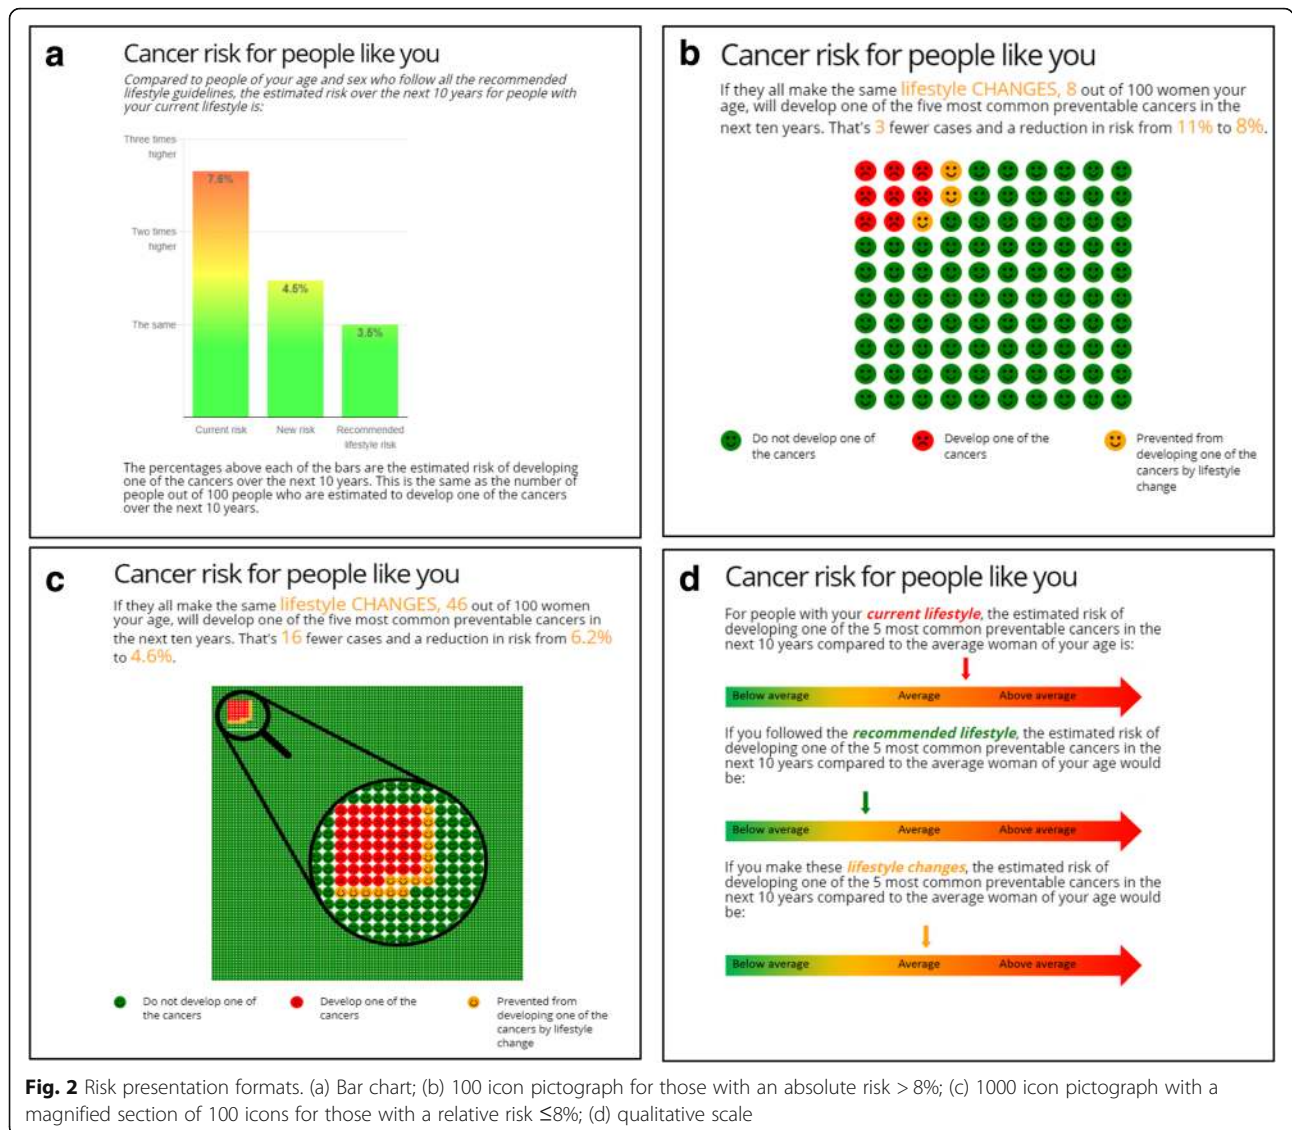 a
Cancer risk for people like you
Compared to people of your age and sex who follow all the recommended
lifestyle guidelines, the estimated risk over the next 10 years for people with
your current lifestyle is:
Three times
higher
7.6%
Two times
higher
4.5%
The same
3.5%
Current risk
New risk
Recommended
lifestyle risk
The percentages above each of the bars are the estimated risk of developing
one of the cancers over the next 10 years. This is the same as the number of
people out of 100 people who are estimated to develop one of the cancers
over the next 10 years.
b
Cancer risk for people like you
If they all make the same lifestyle CHANGES, 8 out of 100 women your
age, will develop one of the five most common preventable cancers in the
next ten years. That's 3 fewer cases and a reduction in risk from 11% to 8%.
Do not develop one of
the cancers
Develop one of the
cancers
Prevented from
developing one of the
cancers by lifestyle
change
c
Cancer risk for people like you
If they all make the same lifestyle CHANGES, 46 out of 100 women
your age, will develop one of the five most common preventable cancers in
the next ten years. That's 16 fewer cases and a reduction in risk from 6.2%
to 4.6%.
Do not develop one of
the cancers
Develop one of the
cancers
Prevented from
developing one of the
cancers by lifestyle
change
d
Cancer risk for people like you
For people with your current lifestyle, the estimated risk of
developing one of the 5 most common preventable cancers in the
next 10 years compared to the average woman of your age is:
Below average Average Above average
If you followed the recommended lifestyle, the estimated risk of
developing one of the 5 most common preventable cancers in the
next 10 years compared to the average woman of your age would
be:
Below average Average Above average
If you make these lifestyle changes, the estimated risk of
developing one of the 5 most common preventable cancers in the
next 10 years compared to the average woman of your age would
be:
Below average Average Above average
Fig. 2 Risk presentation formats. (a) Bar chart; (b) 100 icon pictograph for those with an absolute risk > 8%; (c) 1000 icon pictograph with a
magnified section of 100 icons for those with a relative risk ≤8%; (d) qualitative scale